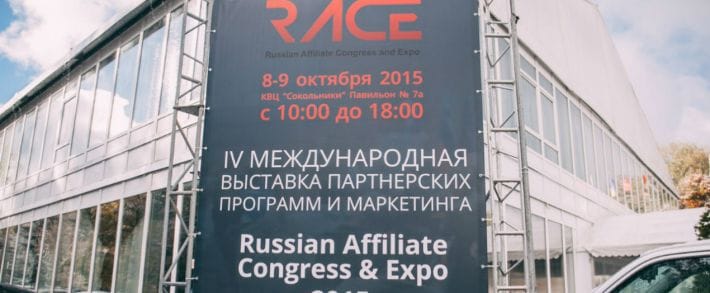 RACE
Russian Affiliate Congress and Expo
8-9 октября 2015
КВЦ "Сокольники" Павильон № 7а
с 10:00 до 18:00
IV МЕЖДУНАРОДНАЯ
ВЫСТАВКА ПАРТНЕРСКИХ
ПРОГРАММ И МАРКЕТИНГА
Russian Affiliate
Congress & Expo
2015